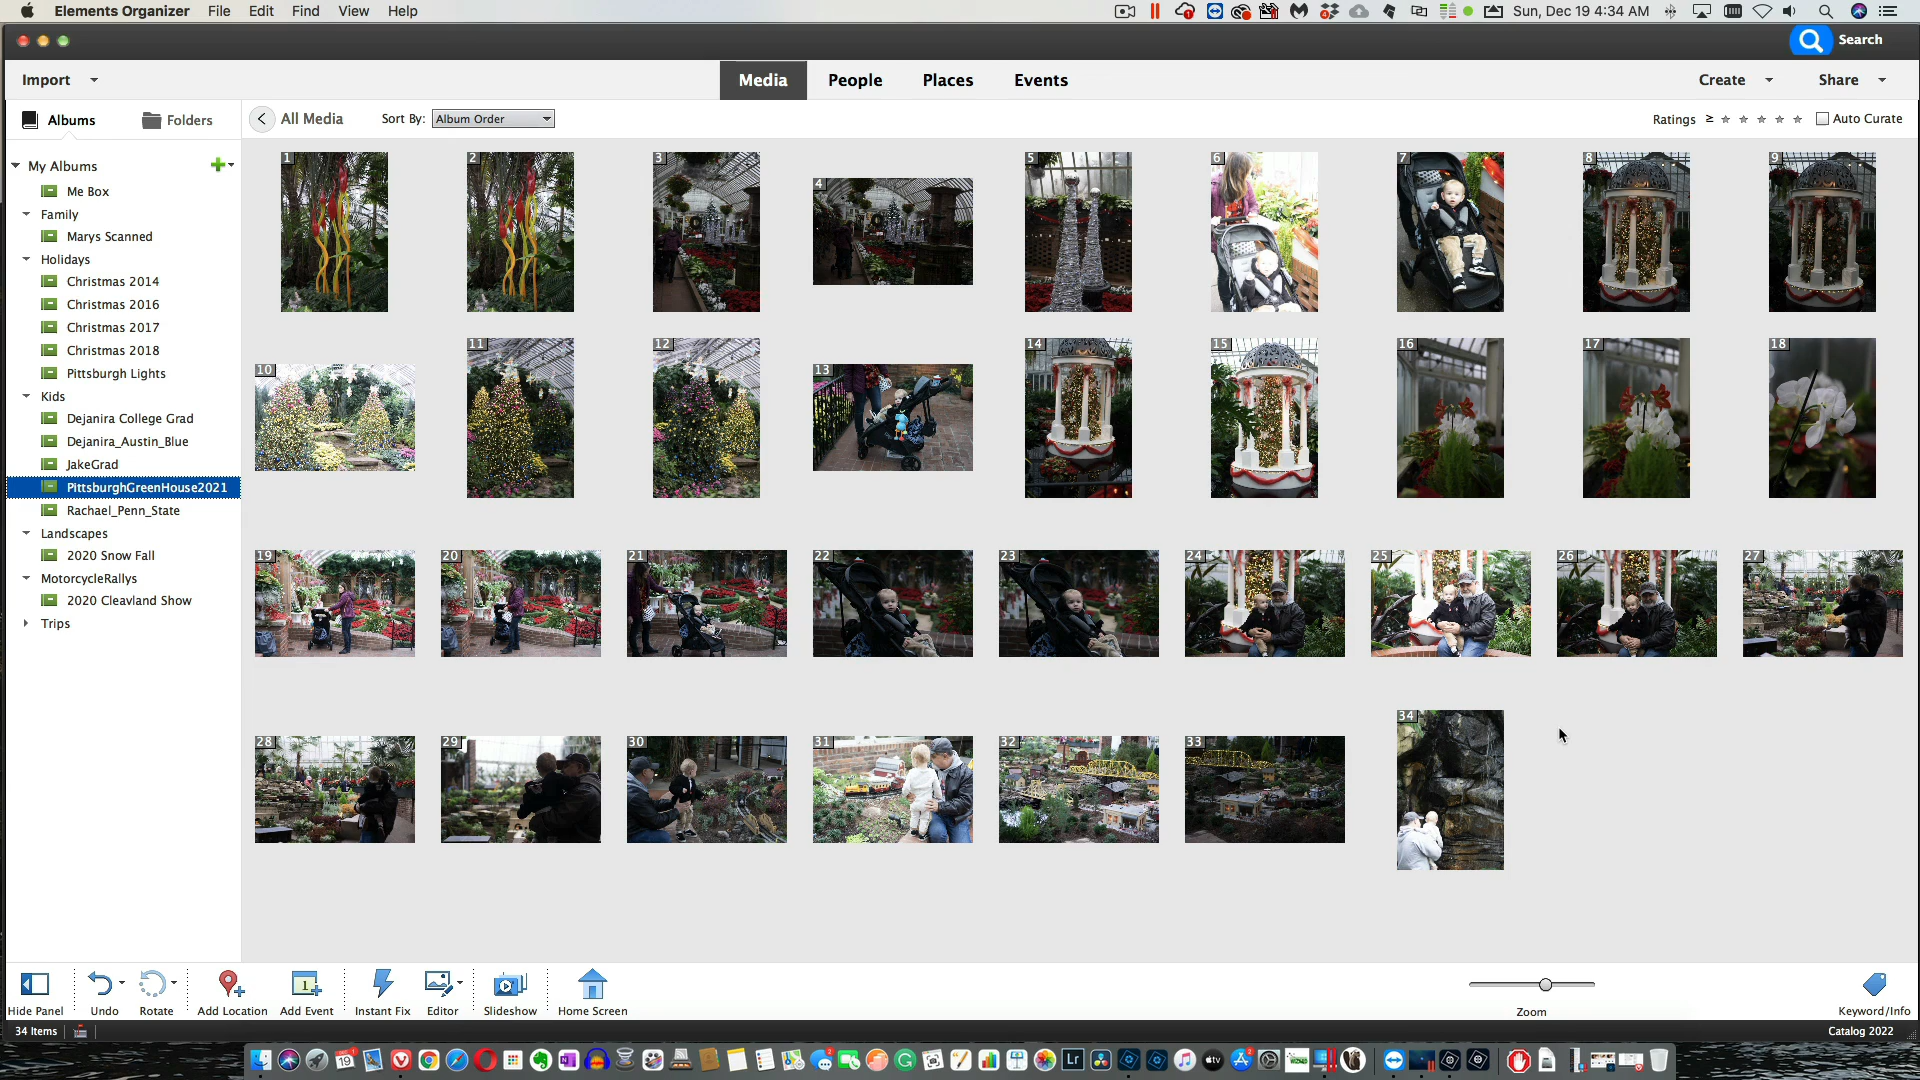 Elements Organizer File Edit Find View Help Sun, Dec 19 4:34 AM
Search
Import Media People Places Events Create Share
Albums Folders All Media Sort By: Album Order Ratings ≥ Auto Curate
My Albums
Me Box
Family
Marys Scanned
Holidays
Christmas 2014
Christmas 2016
Christmas 2017
Christmas 2018
Pittsburgh Lights
Kids
Dejanira College Grad
Dejanira_Austin_Blue
JakeGrad
PittsburghGreenHouse2021
Rachael_Penn_State
Landscapes
2020 Snow Fall
MotorcycleRallys
2020 Cleavland Show
Trips
1 2 3 4 5 6 7 8 9
10 11 12 13 14 15 16 17 18
19 20 21 22 23 24 25 26 27
28 29 30 31 32 33 34
Hide Panel Undo Rotate Add Location Add Event Instant Fix Editor Slideshow Home Screen Zoom Keyword/Info
34 Items Catalog 2022
19 Lr tv